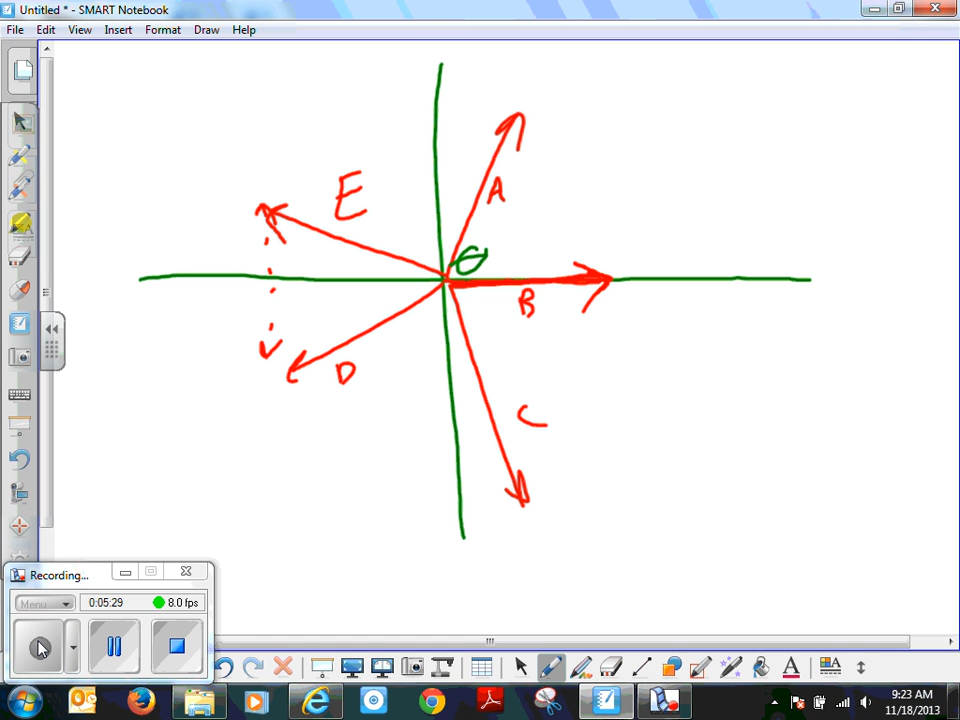 Untitled * - SMART Notebook
File Edit View Insert Format Draw Help
A
E
θ
B
D
C
Recording...
Menu
0:05:29
8.0 fps
9:23 AM
11/18/2013